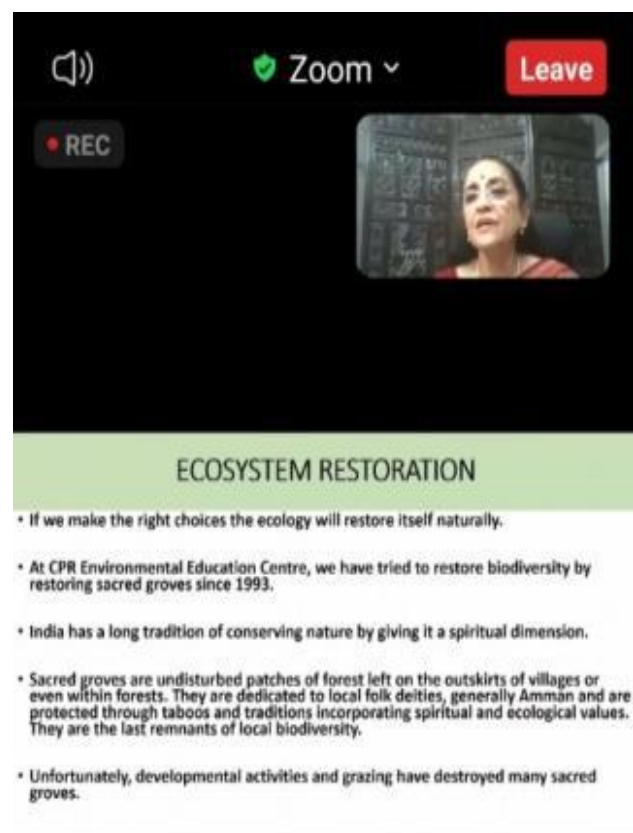 Zoom
Leave
REC
ECOSYSTEM RESTORATION
• If we make the right choices the ecology will restore itself naturally.
• At CPR Environmental Education Centre, we have tried to restore biodiversity by
restoring sacred groves since 1993.
• India has a long tradition of conserving nature by giving it a spiritual dimension.
• Sacred groves are undisturbed patches of forest left on the outskirts of villages or
even within forests. They are dedicated to local folk deities, generally Amman and are
protected through taboos and traditions incorporating spiritual and ecological values.
They are the last remnants of local biodiversity.
• Unfortunately, developmental activities and grazing have destroyed many sacred
groves.